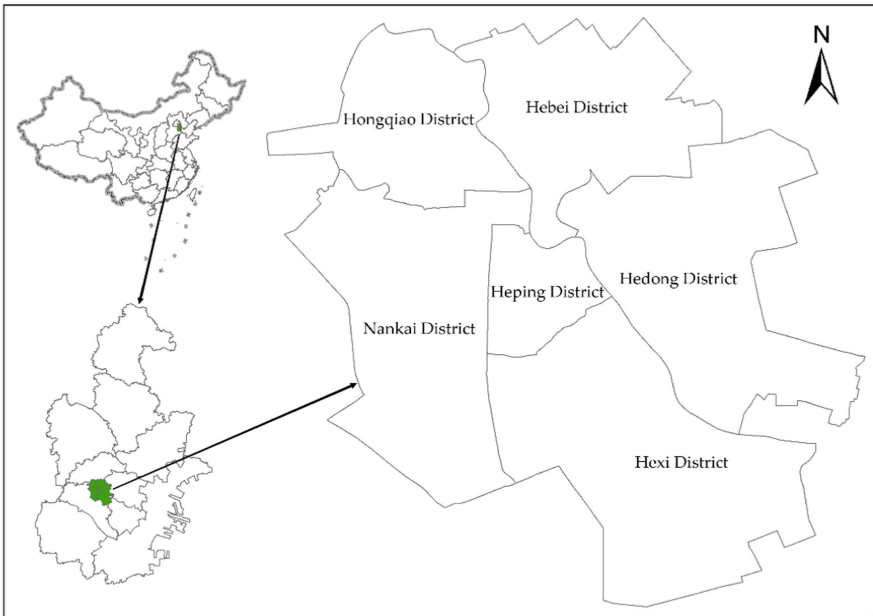 N
Hongqiao District
Hebei District
Heping District
Hedong District
Nankai District
Hexi District